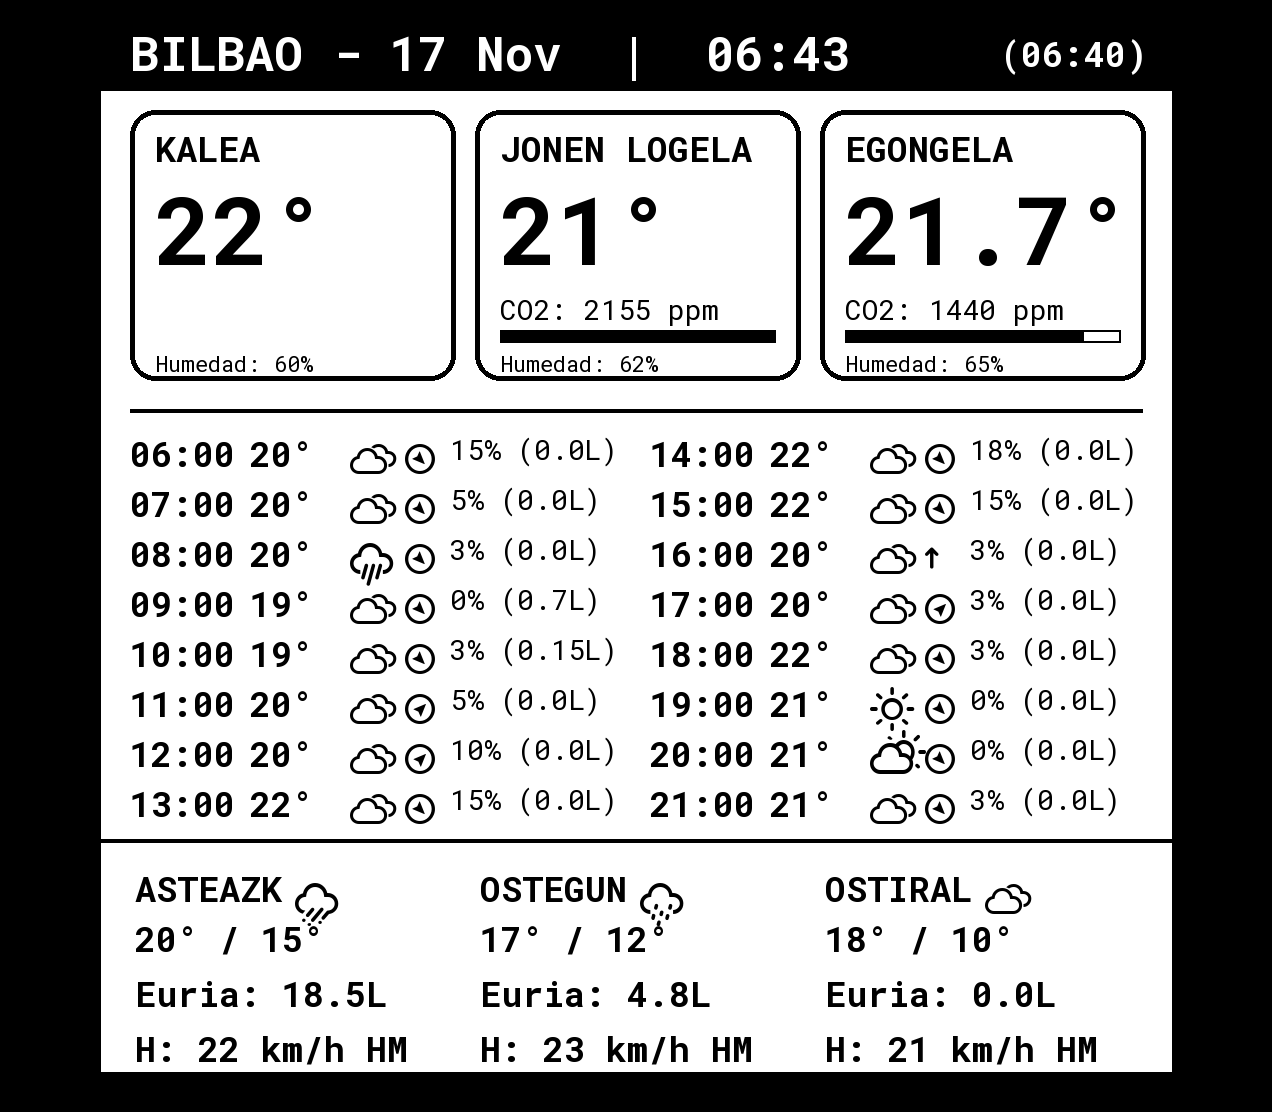 BILBAO - 17 Nov | 06:43 (06:40)
KALEA
22°
Humedad: 60%
JONEN LOGELA
21°
CO2: 2155 ppm
Humedad: 62%
EGONGELA
21.7°
CO2: 1440 ppm
Humedad: 65%
06:00 20° 15% (0.0L)
07:00 20° 5% (0.0L)
08:00 20° 3% (0.0L)
09:00 19° 0% (0.7L)
10:00 19° 3% (0.15L)
11:00 20° 5% (0.0L)
12:00 20° 10% (0.0L)
13:00 22° 15% (0.0L)
14:00 22° 18% (0.0L)
15:00 22° 15% (0.0L)
16:00 20° 3% (0.0L)
17:00 20° 3% (0.0L)
18:00 22° 3% (0.0L)
19:00 21° 0% (0.0L)
20:00 21° 0% (0.0L)
21:00 21° 3% (0.0L)
ASTEAZK
20° / 15°
Euria: 18.5L
H: 22 km/h HM
OSTEGUN
17° / 12°
Euria: 4.8L
H: 23 km/h HM
OSTIRAL
18° / 10°
Euria: 0.0L
H: 21 km/h HM